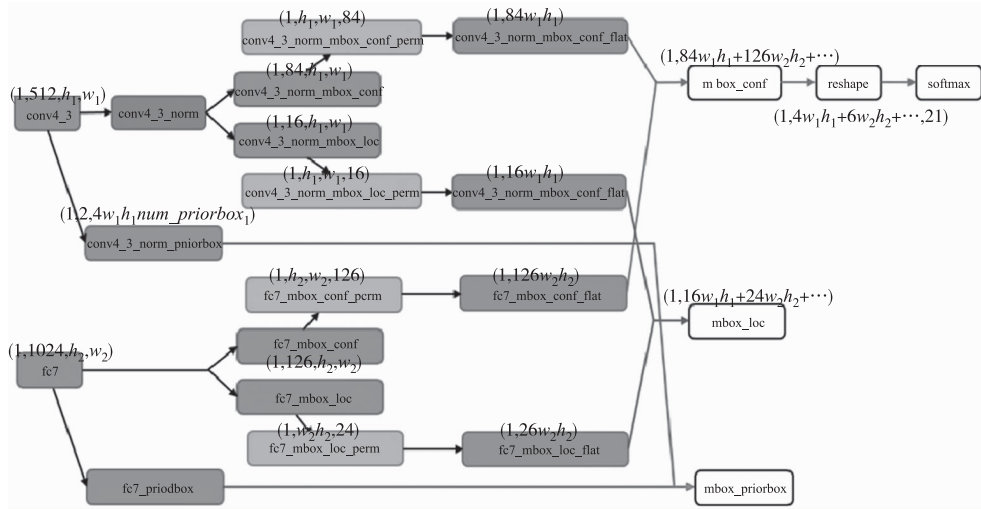 (1,h₁,w₁,84)
conv4_3_norm_mbox_conf_perm
(1,84w₁h₁)
conv4_3_norm_mbox_conf_flat
(1,84w₁h₁+126w₂h₂+⋯)
m box_conf
reshape
softmax
(1,4w₁h₁+6w₂h₂+⋯,21)
(1,512,h₁,w₁)
conv4_3
conv4_3_norm
(1,84,h₁,w₁)
conv4_3_norm_mbox_conf
(1,16,h₁,w₁)
conv4_3_norm_mbox_loc
(1,h₁,w₁,16)
conv4_3_norm_mbox_loc_perm
(1,16w₁h₁)
conv4_3_norm_mbox_conf_flat
(1,2,4w₁h₁num_priorbox₁)
conv4_3_norm_pniorbox
(1,h₂,w₂,126)
fc7_mbox_conf_perm
(1,126w₂h₂)
fc7_mbox_conf_flat
(1,16w₁h₁+24w₂h₂+⋯)
mbox_loc
(1,1024,h₂,w₂)
fc7
fc7_mbox_conf
(1,126,h₂,w₂)
fc7_mbox_loc
(1,w₂h₂,24)
fc7_mbox_loc_perm
(1,26w₂h₂)
fc7_mbox_loc_flat
fc7_priodbox
mbox_priorbox